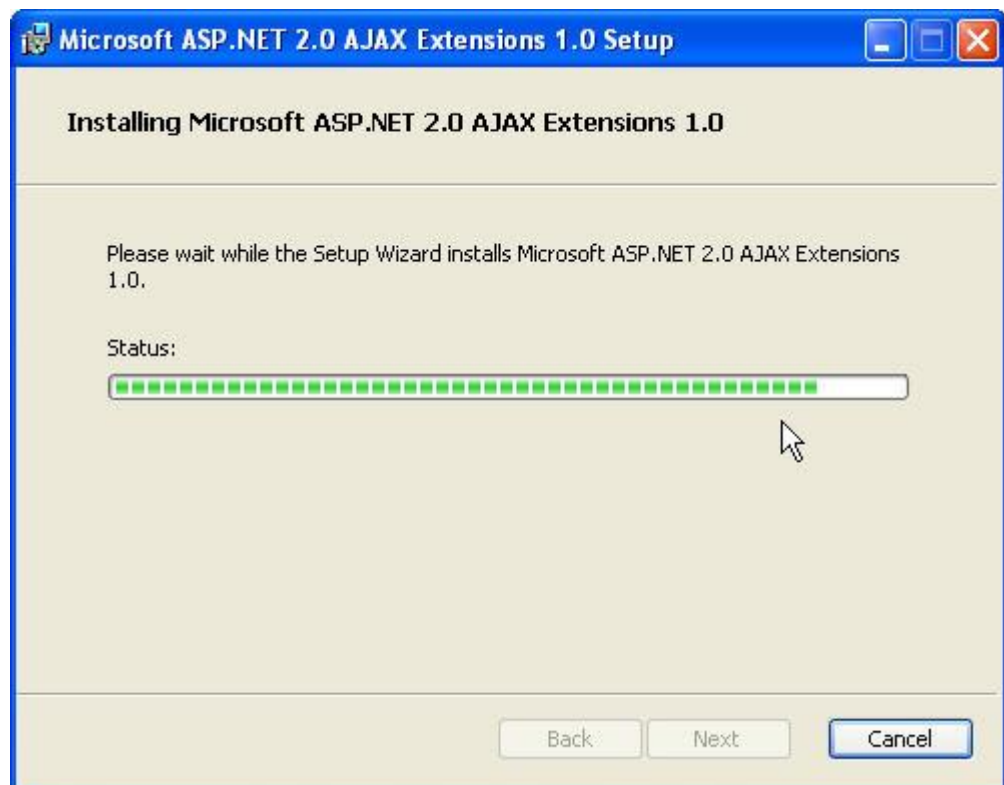 Microsoft ASP.NET 2.0 AJAX Extensions 1.0 Setup
Installing Microsoft ASP.NET 2.0 AJAX Extensions 1.0
Please wait while the Setup Wizard installs Microsoft ASP.NET 2.0 AJAX Extensions
1.0.
Status:
Back Next Cancel